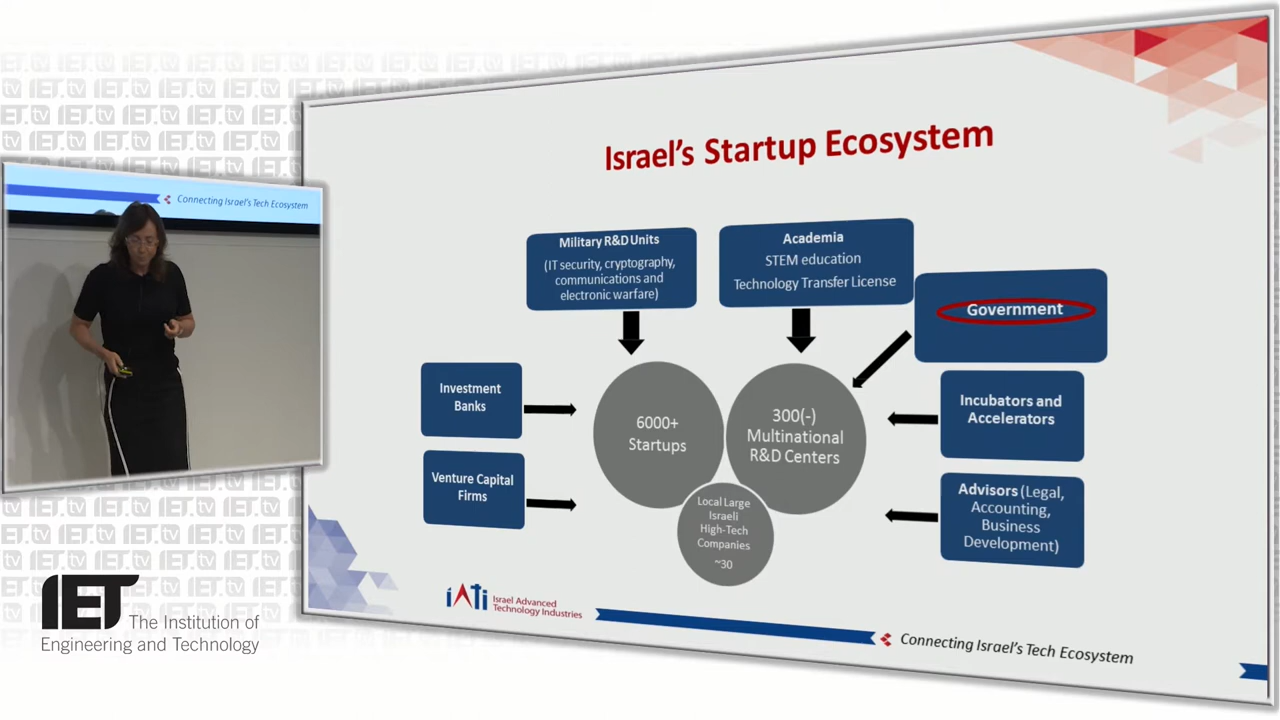 Israel's Startup Ecosystem
Military R&D Units
(IT security, cryptography,
communications and
electronic warfare)
Academia
STEM education
Technology Transfer License
Government
Investment
Banks
Venture Capital
Firms
6000+
Startups
300(-)
Multinational
R&D Centers
Local Large
Israeli
High-Tech
Companies
~30
Incubators and
Accelerators
Advisors (Legal,
Accounting,
Business
Development)
iATi
Israel Advanced
Technology Industries
Connecting Israel's Tech Ecosystem
Connecting Israel's Tech Ecosystem
IET
The Institution of
Engineering and Technology
IET.tv